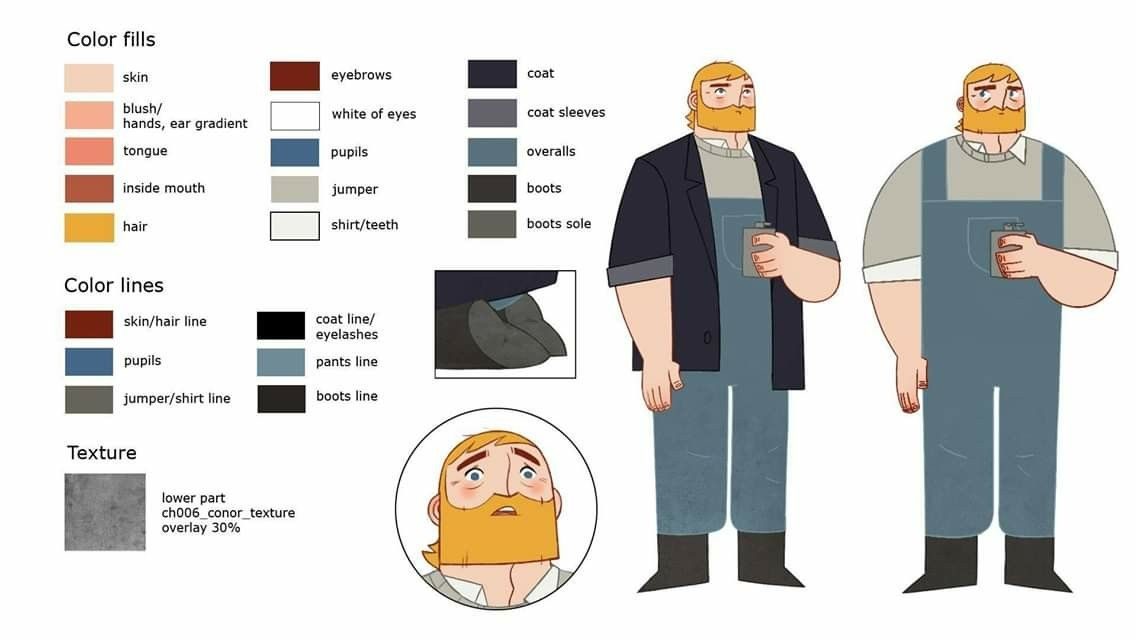 Color fills
skin
blush/
hands, ear gradient
tongue
inside mouth
hair
eyebrows
white of eyes
pupils
jumper
shirt/teeth
coat
coat sleeves
overalls
boots
boots sole
Color lines
skin/hair line
pupils
jumper/shirt line
coat line/
eyelashes
pants line
boots line
Texture
lower part
ch006_conor_texture
overlay 30%